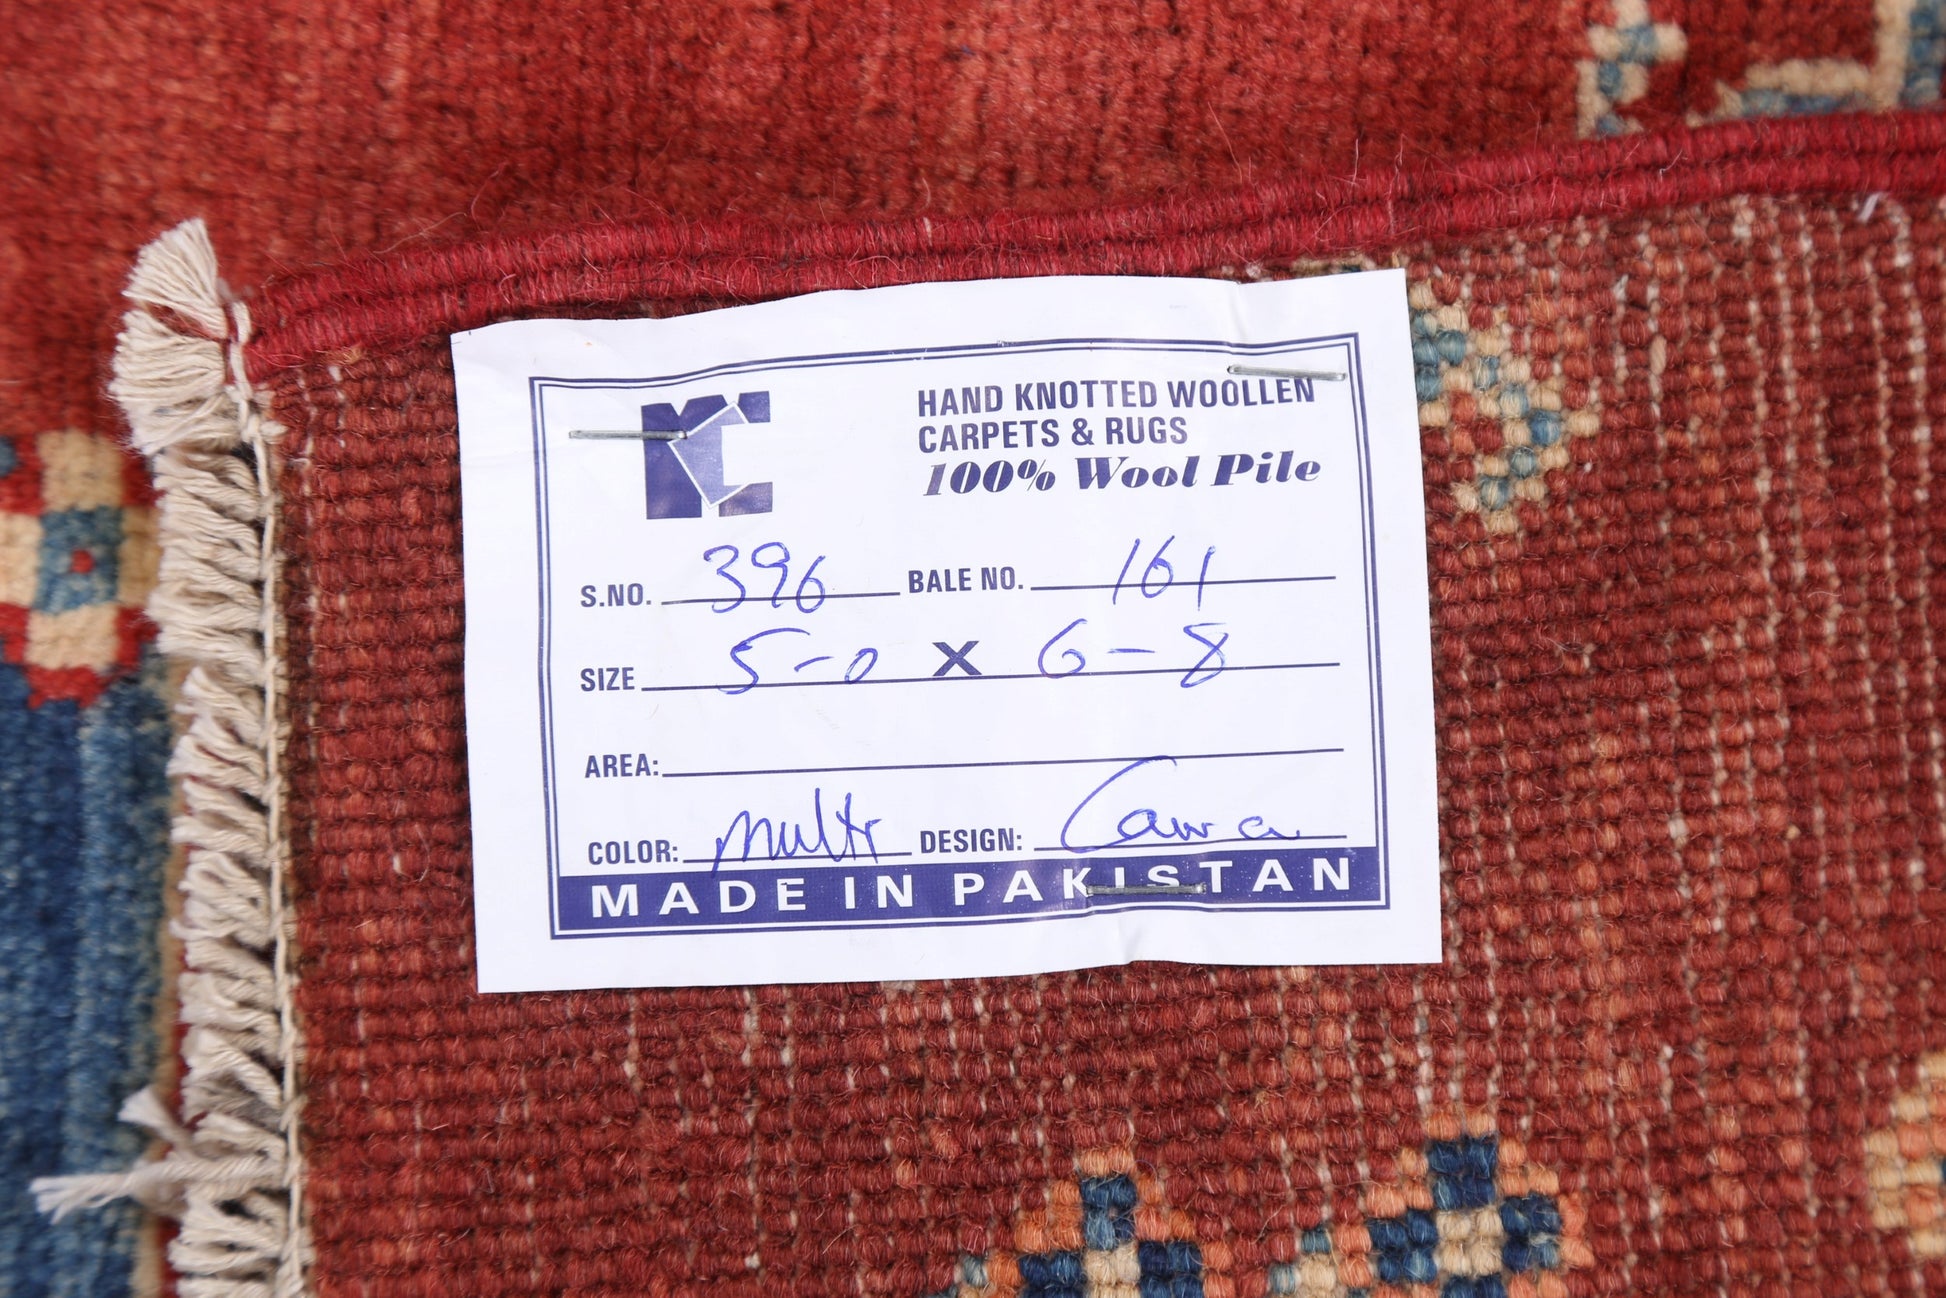 HAND KNOTTED WOOLLEN
CARPETS & RUGS
100% Wool Pile
S.NO. 396 BALE NO. 161
SIZE 5-0 X 6-8
AREA:
COLOR: multi DESIGN:
MADE IN PAKISTAN